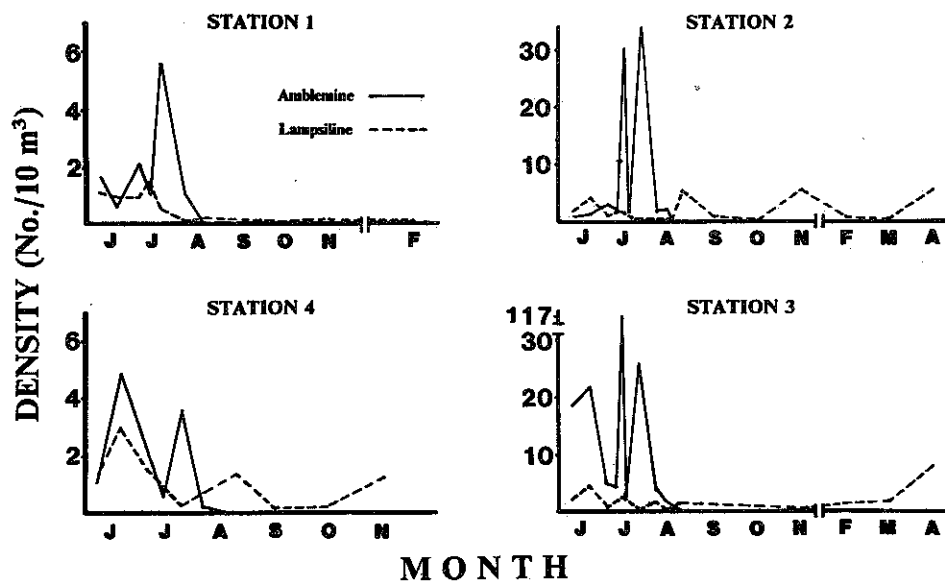 STATION 1
STATION 2
6
4
2
30
20
10
Amblemine
Lampsiline
J J A S O N F
J J A S O N F M A
DENSITY (No./10 m³)
STATION 4
STATION 3
6
4
2
117
30
20
10
J J A S O N
J J A S O N F M A
MONTH